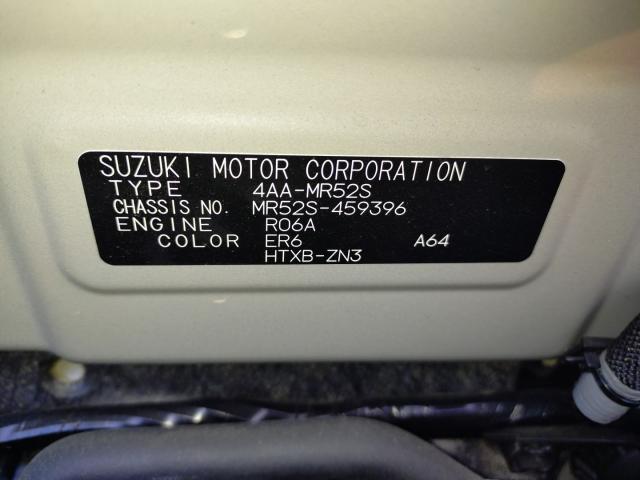 SUZUKI MOTOR CORPORATION
TYPE 4AA-MR52S
CHASSIS NO. MR52S-459396
ENGINE R06A
COLOR ER6 A64
HTXB-ZN3